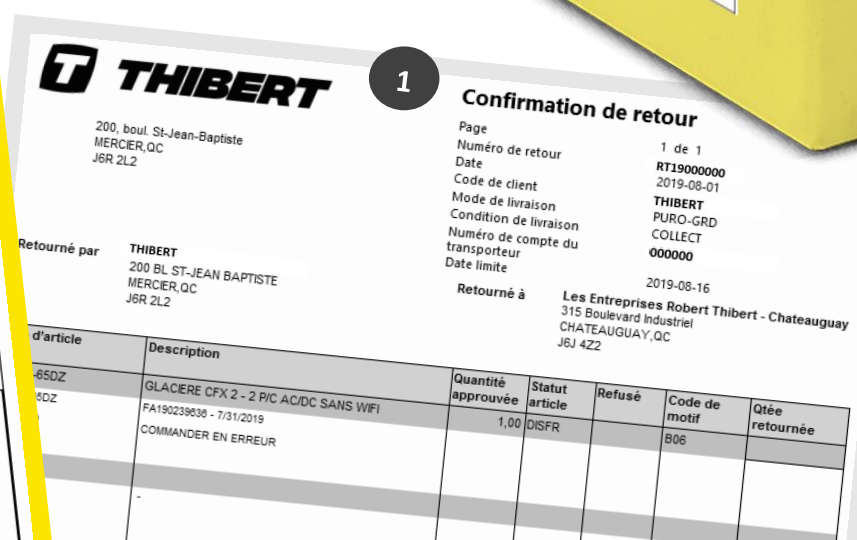 THIBERT
1
200, boul. St-Jean-Baptiste
MERCIER,QC
J6R 2L2
Confirmation de retour
Page 1 de 1
Numéro de retour RT19000000
Date 2019-08-01
Code de client THIBERT
Mode de livraison PURO-GRD
Condition de livraison COLLECT
Numéro de compte du transporteur 000000
Date limite 2019-08-16
Retourné par THIBERT
200 BL ST-JEAN BAPTISTE
MERCIER,QC
J6R 2L2
Retourné à Les Entreprises Robert Thibert - Chateauguay
315 Boulevard Industriel
CHATEAUGUAY,QC
J6J 4Z2
d'article Description Quantité approuvée Statut article Refusé Code de motif Qtée retournée
-65DZ GLACIERE CFX 2 - 2 P/C AC/DC SANS WIFI 1,00 DISFR B06
5DZ FA190239636 - 7/31/2019
COMMANDER EN ERREUR
-